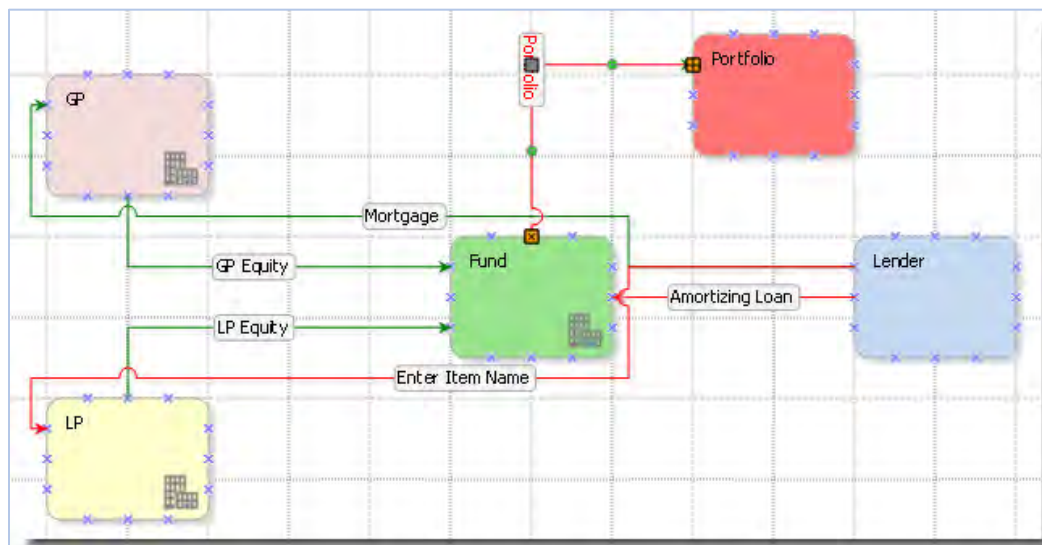 Portfolio
Portfolio
GP
Mortgage
GP Equity
Fund
Lender
Amortizing Loan
LP Equity
Enter Item Name
LP